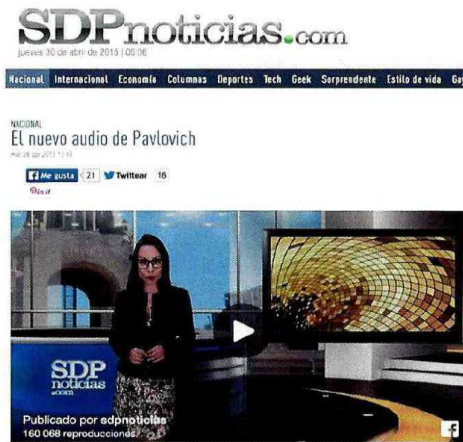 SDPnoticias.com
jueves 30 de abril de 2015 | 06:06
Nacional Internacional Economía Columnas Deportes Tech Geek Sorprendente Estilo de vida Gay
NACIONAL
El nuevo audio de Pavlovich
Me gusta 21 Twittear 16
Pin it
SDP
noticias
.com
Publicado por sdpnoticias
160 068 reproducciones
f